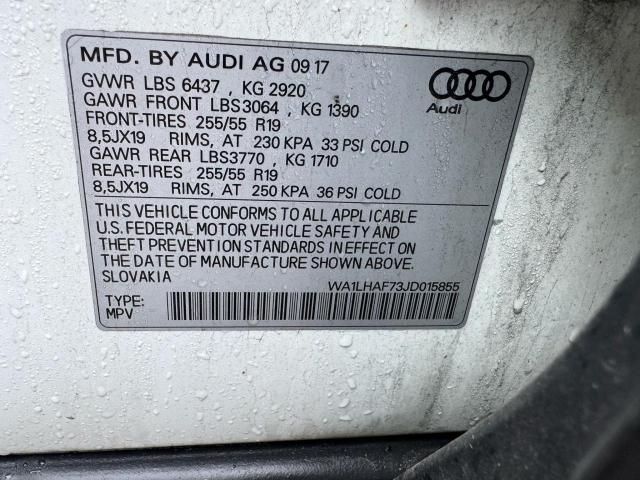 MFD. BY AUDI AG 09 17
GVWR LBS 6437 , KG 2920
GAWR FRONT LBS3064 , KG 1390
FRONT-TIRES 255/55 R19
8,5JX19 RIMS, AT 230 KPA 33 PSI COLD
GAWR REAR LBS3770 , KG 1710
REAR-TIRES 255/55 R19
8,5JX19 RIMS, AT 250 KPA 36 PSI COLD
Audi
THIS VEHICLE CONFORMS TO ALL APPLICABLE
U.S. FEDERAL MOTOR VEHICLE SAFETY AND
THEFT PREVENTION STANDARDS IN EFFECT ON
THE DATE OF MANUFACTURE SHOWN ABOVE.
SLOVAKIA
WA1LHAF73JD015855
TYPE:
MPV